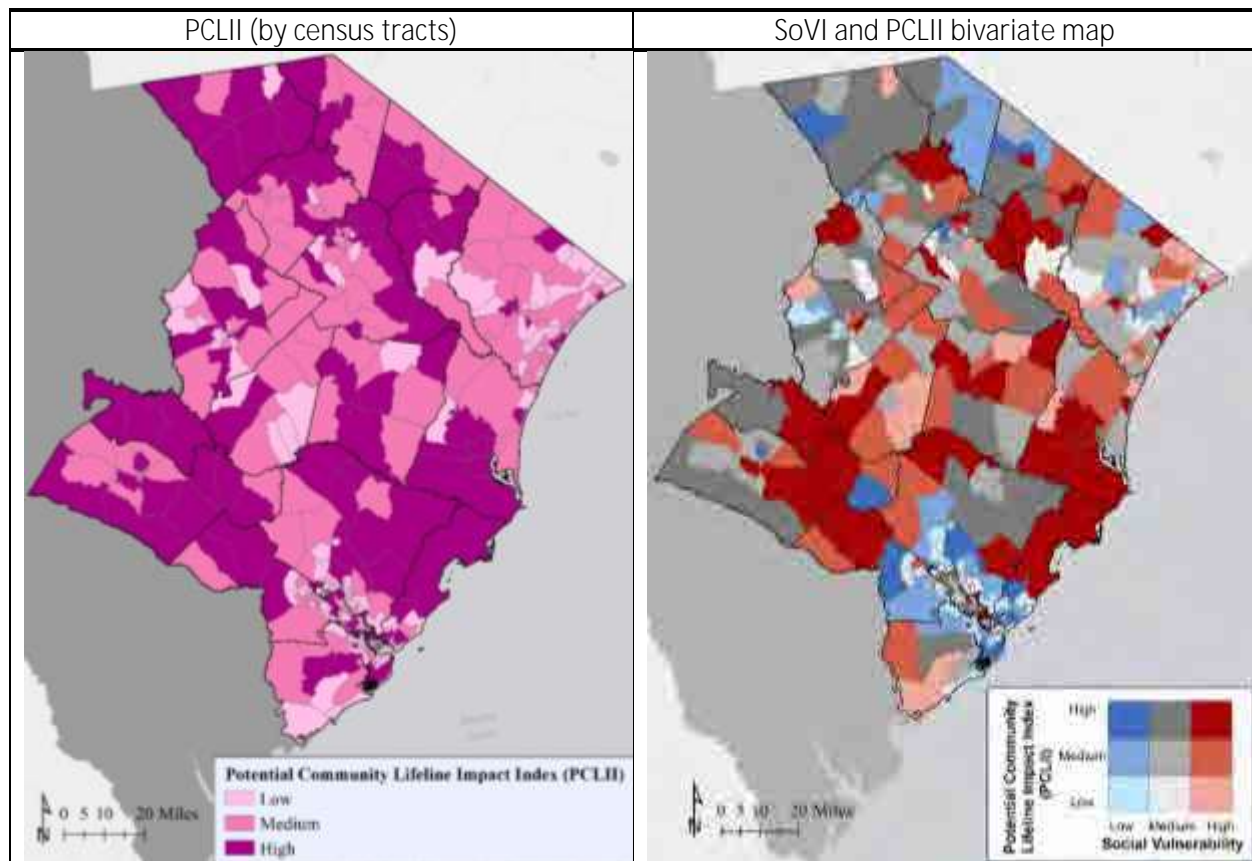 PCLII (by census tracts)
SoVI and PCLII bivariate map
Potential Community Lifeline Impact Index (PCLII)
Low
Medium
High
0 5 10 20 Miles
N
Potential Community
Lifeline Impact Index
(PCLII)
High
Medium
Low
Low Medium High
Social Vulnerability
0 5 10 20 Miles
N